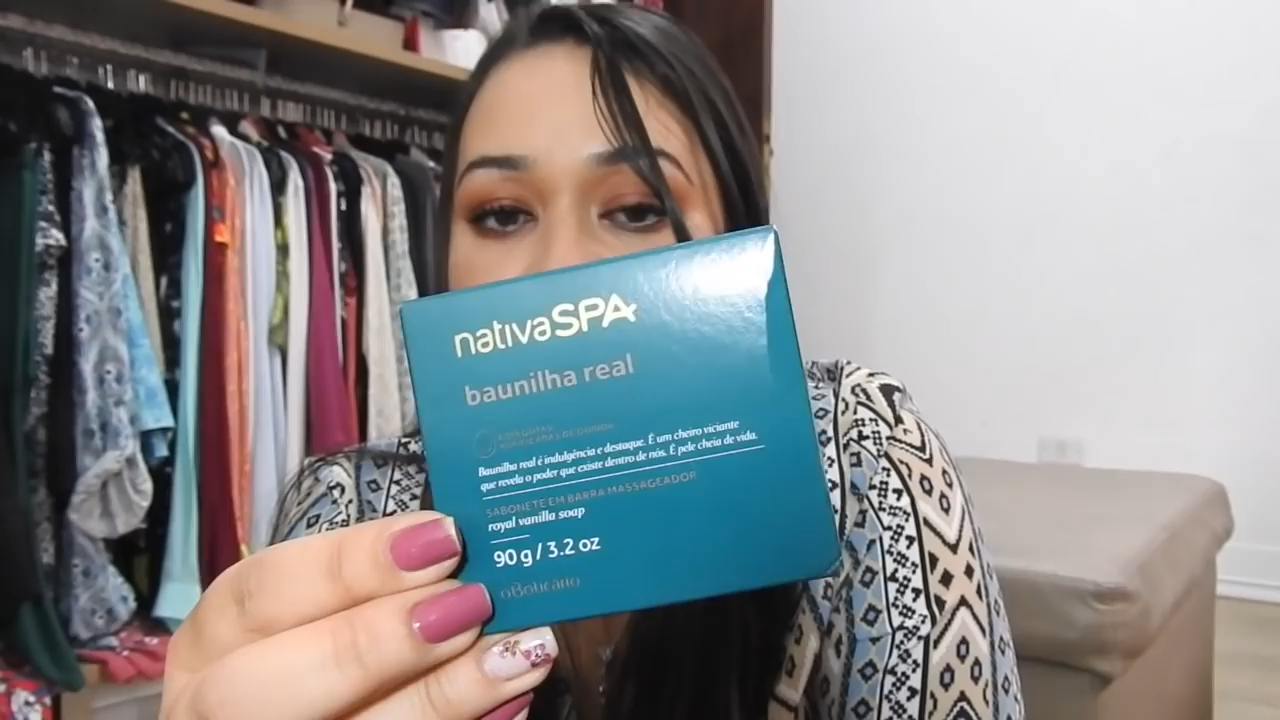 nativaSPA
baunilha real
Baunilha real é indulgência e destaque. É um cheiro viciante
que revela o poder que existe dentro de nós. É pele cheia de vida.
SABONETE EM BARRA MASSAGEADOR
royal vanilla soap
90 g / 3.2 oz
oBoticário